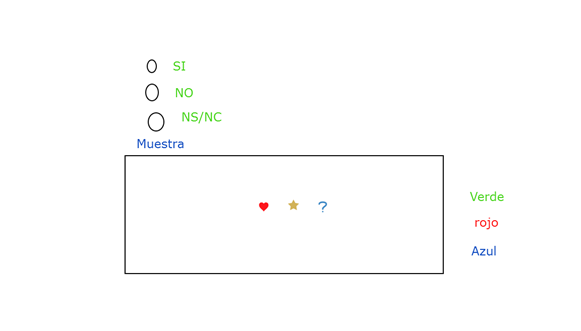 SI
NO
NS/NC
Muestra
?
Verde
rojo
Azul